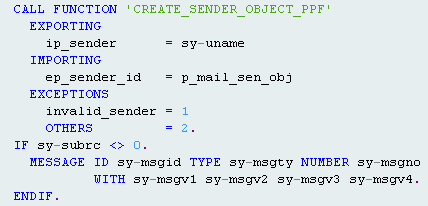 CALL FUNCTION 'CREATE_SENDER_OBJECT_PPF'
  EXPORTING
    ip_sender      = sy-uname
  IMPORTING
    ep_sender_id   = p_mail_sen_obj
  EXCEPTIONS
    invalid_sender = 1
    OTHERS         = 2.
IF sy-subrc <> 0.
  MESSAGE ID sy-msgid TYPE sy-msgty NUMBER sy-msgno
          WITH sy-msgv1 sy-msgv2 sy-msgv3 sy-msgv4.
ENDIF.